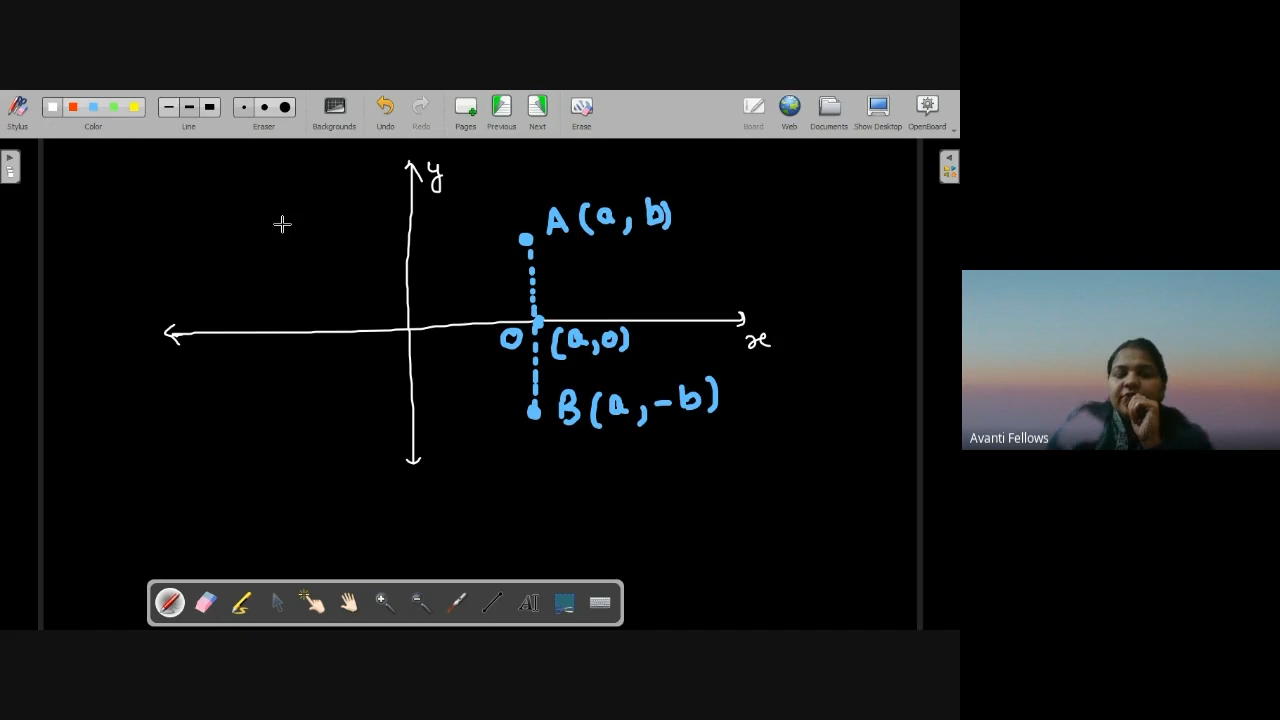 Stylus
Color
Line
Eraser
Backgrounds
Undo
Redo
Pages
Previous
Next
Erase
Board
Web
Documents
Show Desktop
OpenBoard
y
A (a, b)
O (a, 0)
x
B (a, -b)
Avanti Fellows
AI